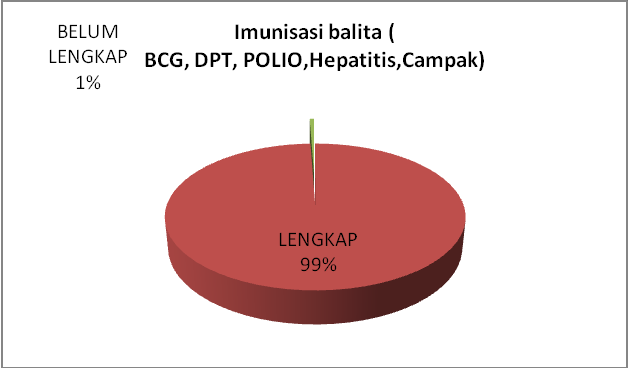 Imunisasi balita (
BCG, DPT, POLIO,Hepatitis,Campak)
BELUM
LENGKAP
1%
LENGKAP
99%